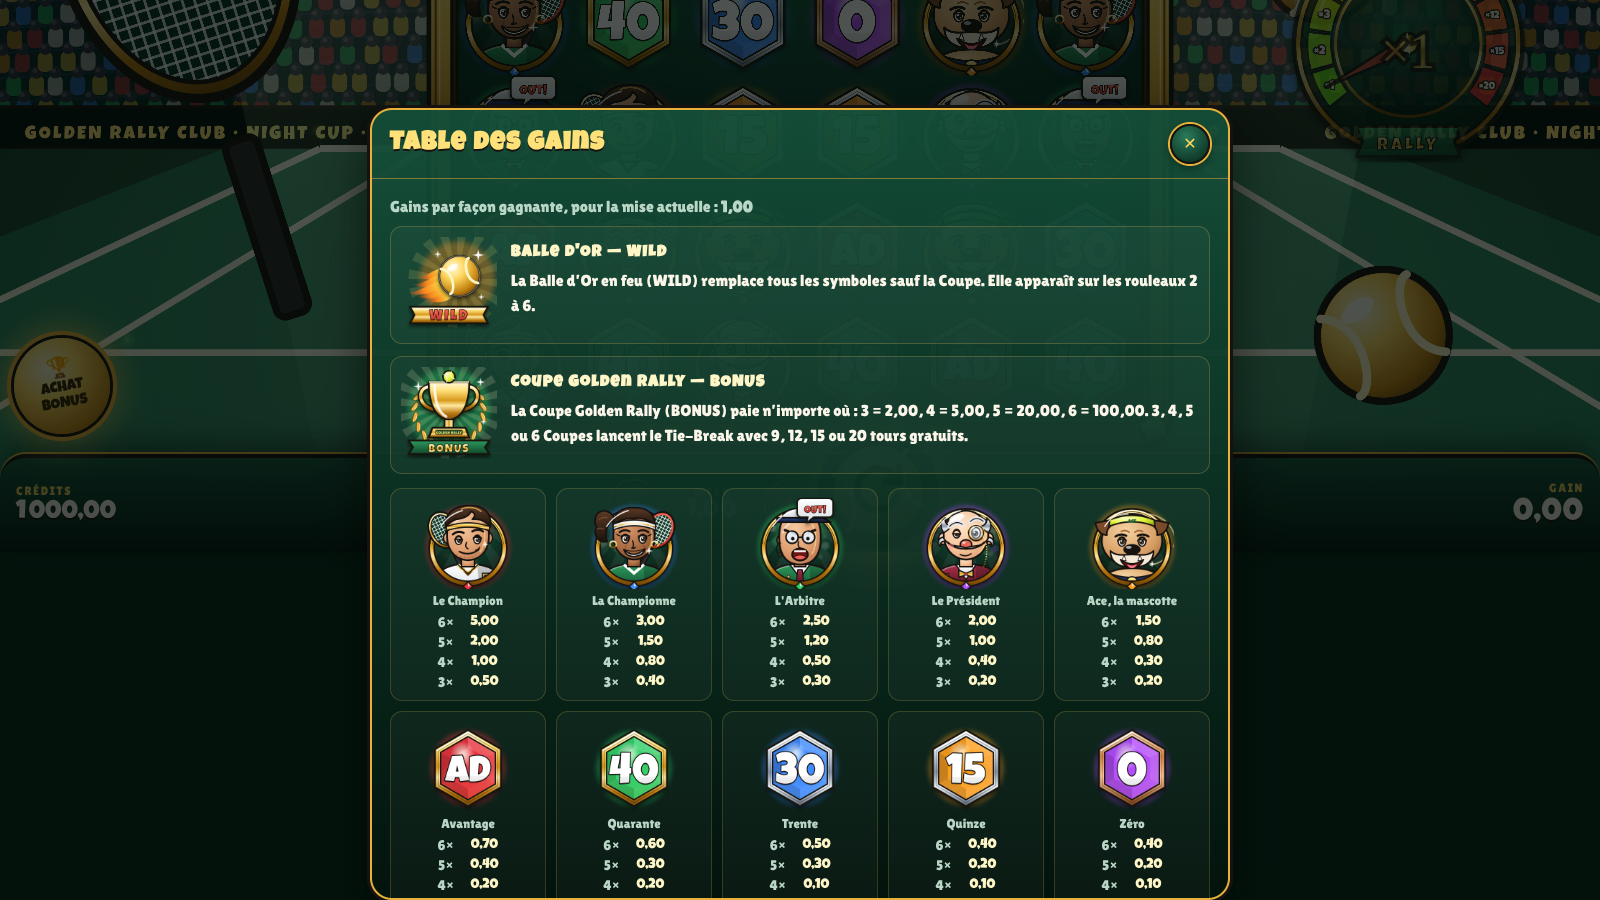 40 30 0
OUT! OUT!
×2 ×3 ×12 ×15 ×20
×1
RALLY
GOLDEN RALLY CLUB · NIGHT CUP ·
GOLDEN RALLY CLUB · NIGHT
TABLE DES GAINS
×
Gains par façon gagnante, pour la mise actuelle : 1,00
WILD
BALLE D'OR — WILD
La Balle d'Or en feu (WILD) remplace tous les symboles sauf la Coupe. Elle apparaît sur les rouleaux 2
à 6.
GOLDEN RALLY
BONUS
COUPE GOLDEN RALLY — BONUS
La Coupe Golden Rally (BONUS) paie n'importe où : 3 = 2,00, 4 = 5,00, 5 = 20,00, 6 = 100,00. 3, 4, 5
ou 6 Coupes lancent le Tie-Break avec 9, 12, 15 ou 20 tours gratuits.
ACHAT
BONUS
CRÉDITS
1000,00
GAIN
0,00
OUT!
Le Champion La Championne L'Arbitre Le Président Ace, la mascotte
6× 5,00 6× 3,00 6× 2,50 6× 2,00 6× 1,50
5× 2,00 5× 1,50 5× 1,20 5× 1,00 5× 0,80
4× 1,00 4× 0,80 4× 0,50 4× 0,40 4× 0,30
3× 0,50 3× 0,40 3× 0,30 3× 0,20 3× 0,20
AD 40 30 15 0
Avantage Quarante Trente Quinze Zéro
6× 0,70 6× 0,60 6× 0,50 6× 0,40 6× 0,40
5× 0,40 5× 0,30 5× 0,30 5× 0,20 5× 0,20
4× 0,20 4× 0,20 4× 0,10 4× 0,10 4× 0,10